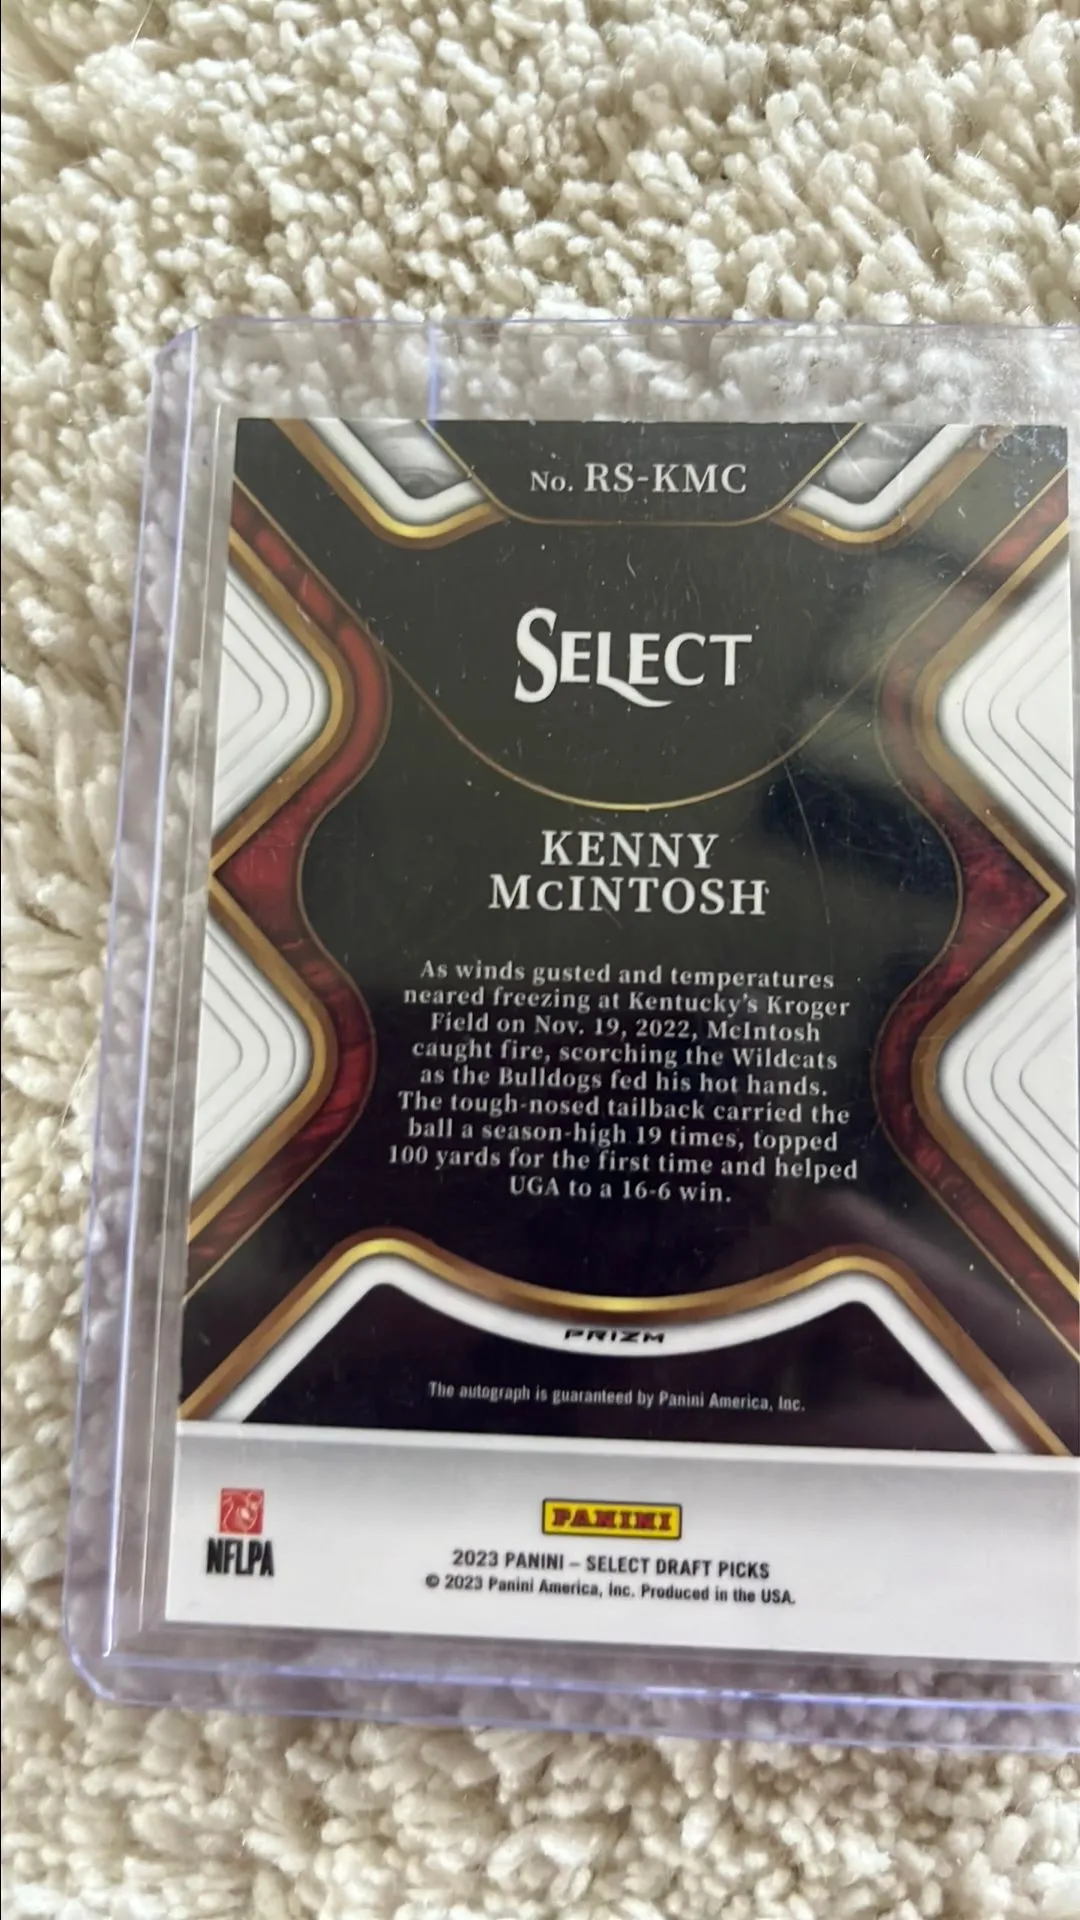 No. RS-KMC
SELECT
KENNY
McINTOSH
As winds gusted and temperatures
neared freezing at Kentucky's Kroger
Field on Nov. 19, 2022, McIntosh
caught fire, scorching the Wildcats
as the Bulldogs fed his hot hands.
The tough-nosed tailback carried the
ball a season-high 19 times, topped
100 yards for the first time and helped
UGA to a 16-6 win.
PRIZM
The autograph is guaranteed by Panini America, Inc.
NFLPA
PANINI
2023 PANINI – SELECT DRAFT PICKS
© 2023 Panini America, Inc. Produced in the USA.